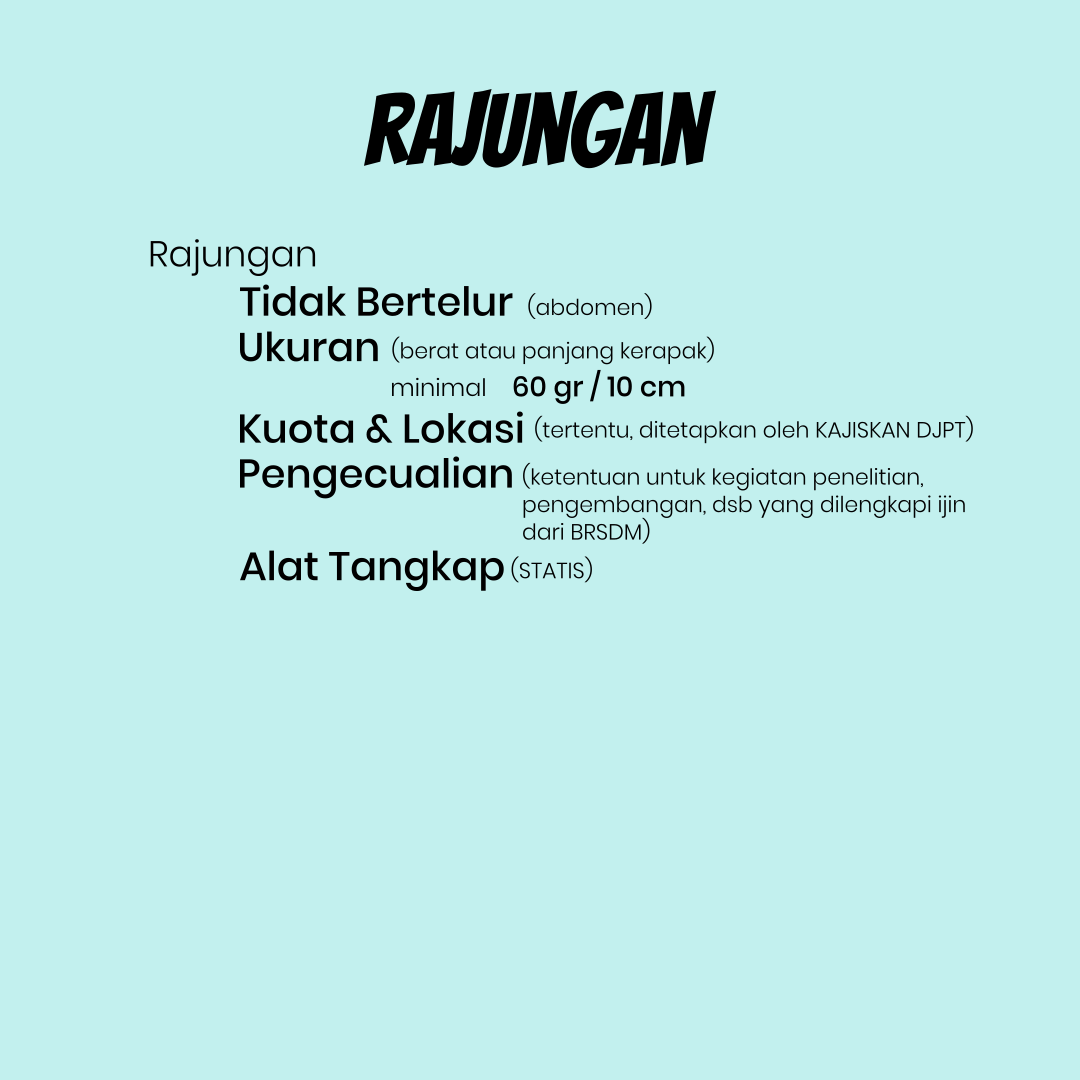 RAJUNGAN
Rajungan
Tidak Bertelur (abdomen)
Ukuran (berat atau panjang kerapak)
minimal 60 gr / 10 cm
Kuota & Lokasi (tertentu, ditetapkan oleh KAJISKAN DJPT)
Pengecualian (ketentuan untuk kegiatan penelitian,
pengembangan, dsb yang dilengkapi ijin
dari BRSDM)
Alat Tangkap (STATIS)